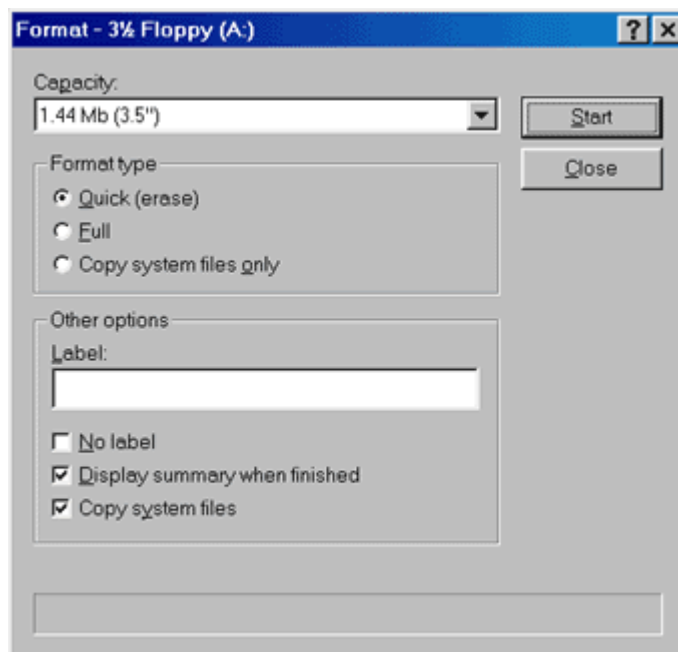 Format - 3½ Floppy (A:)
Capacity:
1.44 Mb (3.5")
Start
Format type
Close
Quick (erase)
Full
Copy system files only
Other options
Label:
No label
Display summary when finished
Copy system files